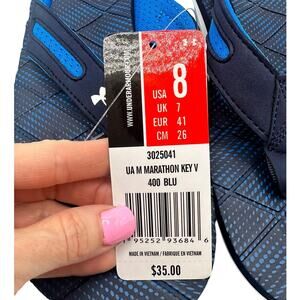 WWW.UNDERARMOUR.COM
USA 8
UK 7
EUR 41
CM 26
3025041
UA M MARATHON KEY V
400 BLU
1 95252 93684 6
MADE IN VIETNAM / FABRIQUÉ EN VIETNAM
$35.00